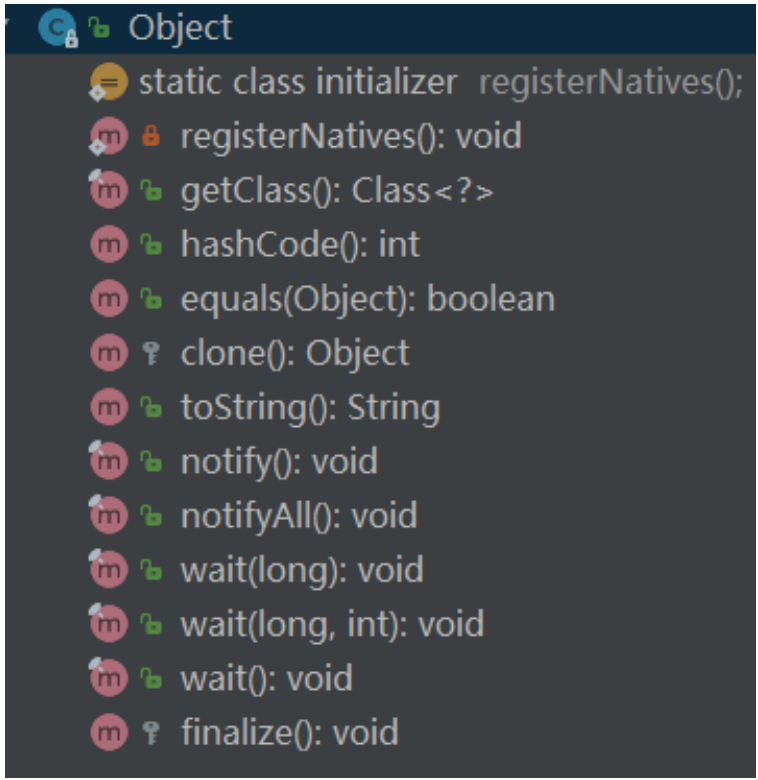 Object
static class initializer registerNatives();
registerNatives(): void
getClass(): Class<?>
hashCode(): int
equals(Object): boolean
clone(): Object
toString(): String
notify(): void
notifyAll(): void
wait(long): void
wait(long, int): void
wait(): void
finalize(): void